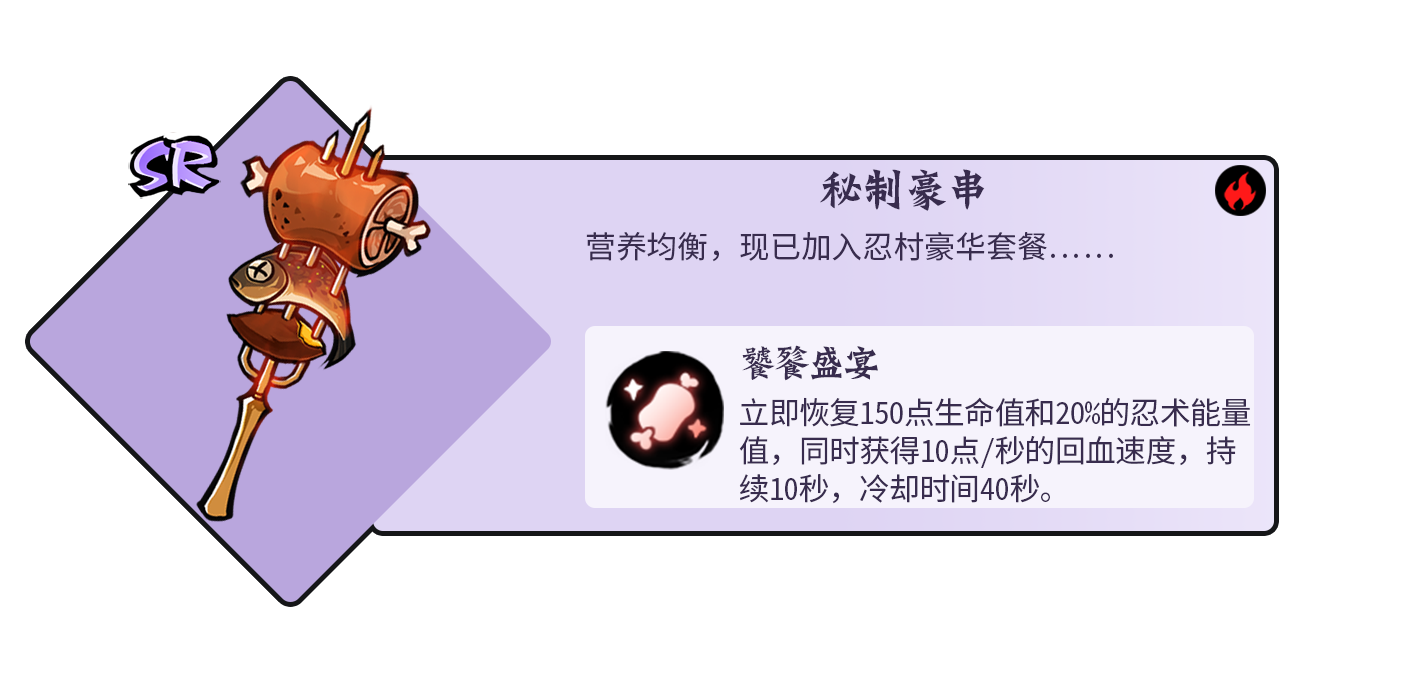 SR
秘制豪串
营养均衡，现已加入忍村豪华套餐……
饕餮盛宴
立即恢复150点生命值和20%的忍术能量
值，同时获得10点/秒的回血速度，持
续10秒，冷却时间40秒。